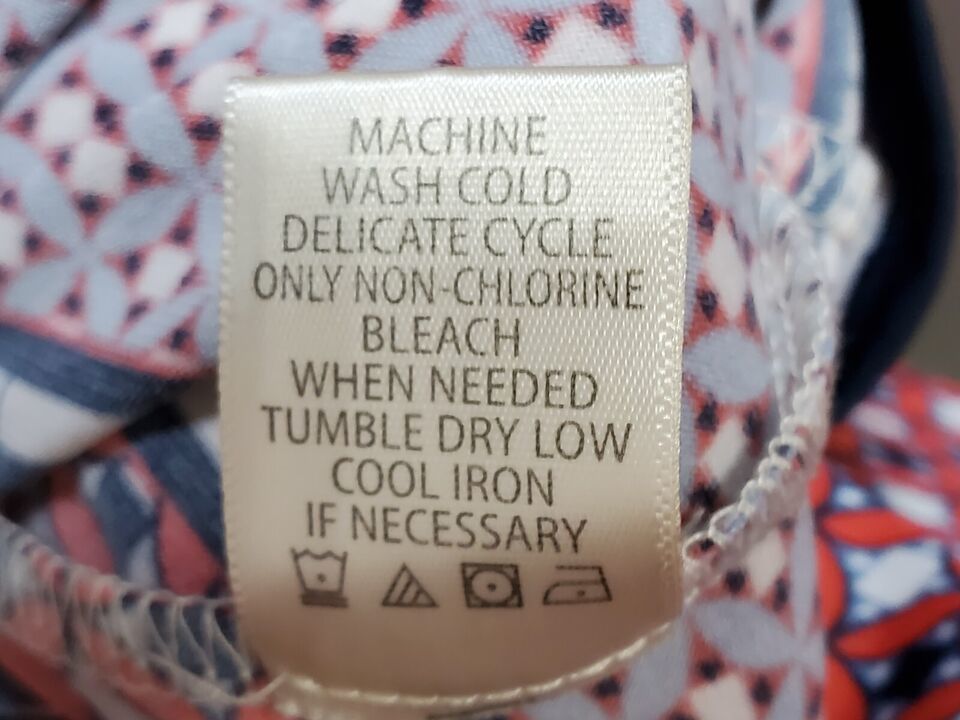 MACHINE
WASH COLD
DELICATE CYCLE
ONLY NON-CHLORINE
BLEACH
WHEN NEEDED
TUMBLE DRY LOW
COOL IRON
IF NECESSARY